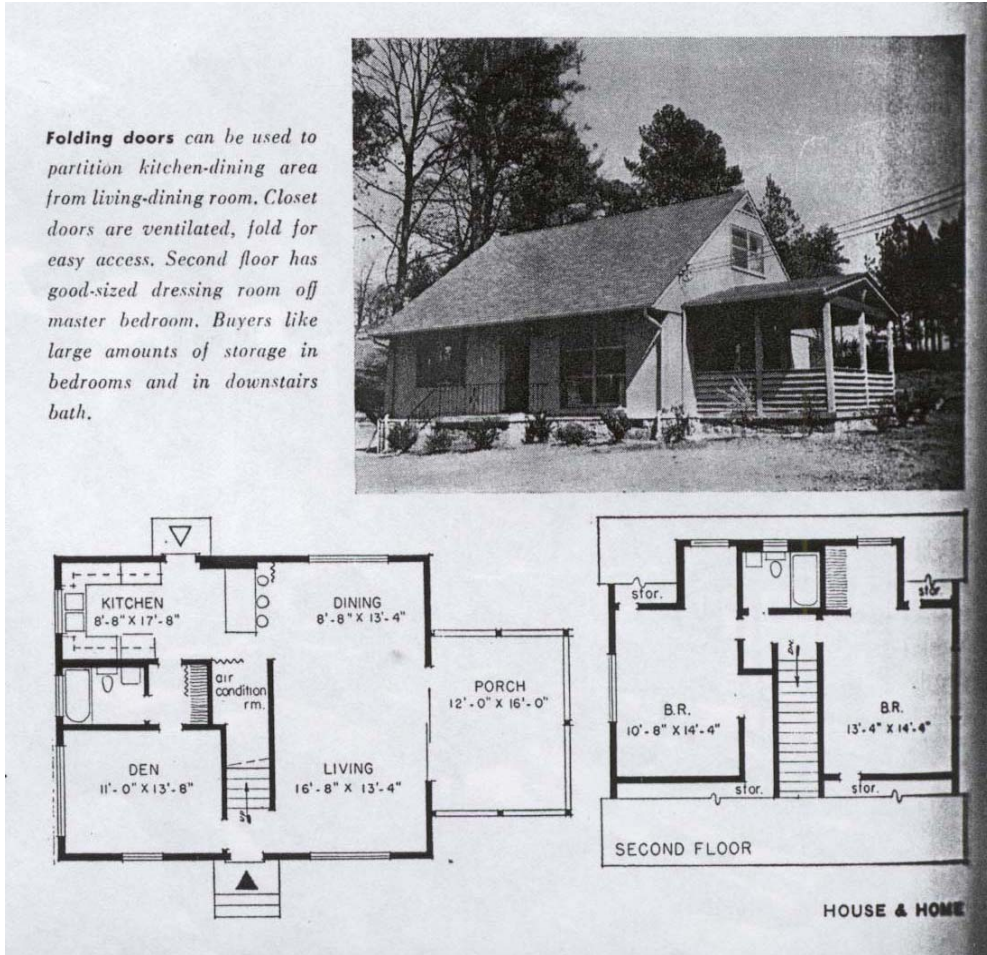 Folding doors can be used to
partition kitchen-dining area
from living-dining room. Closet
doors are ventilated, fold for
easy access. Second floor has
good-sized dressing room off
master bedroom. Buyers like
large amounts of storage in
bedrooms and in downstairs
bath.
KITCHEN
8'-8" X 17'-8"
DINING
8'-8" X 13'-4"
air
condition
rm.
PORCH
12'-0" X 16'-0"
DEN
11'-0" X 13'-8"
LIVING
16'-8" X 13'-4"
stor.
stor.
B.R.
10'-8" X 14'-4"
B.R.
13'-4" X 14'-4"
stor.
stor.
SECOND FLOOR
HOUSE & HOME